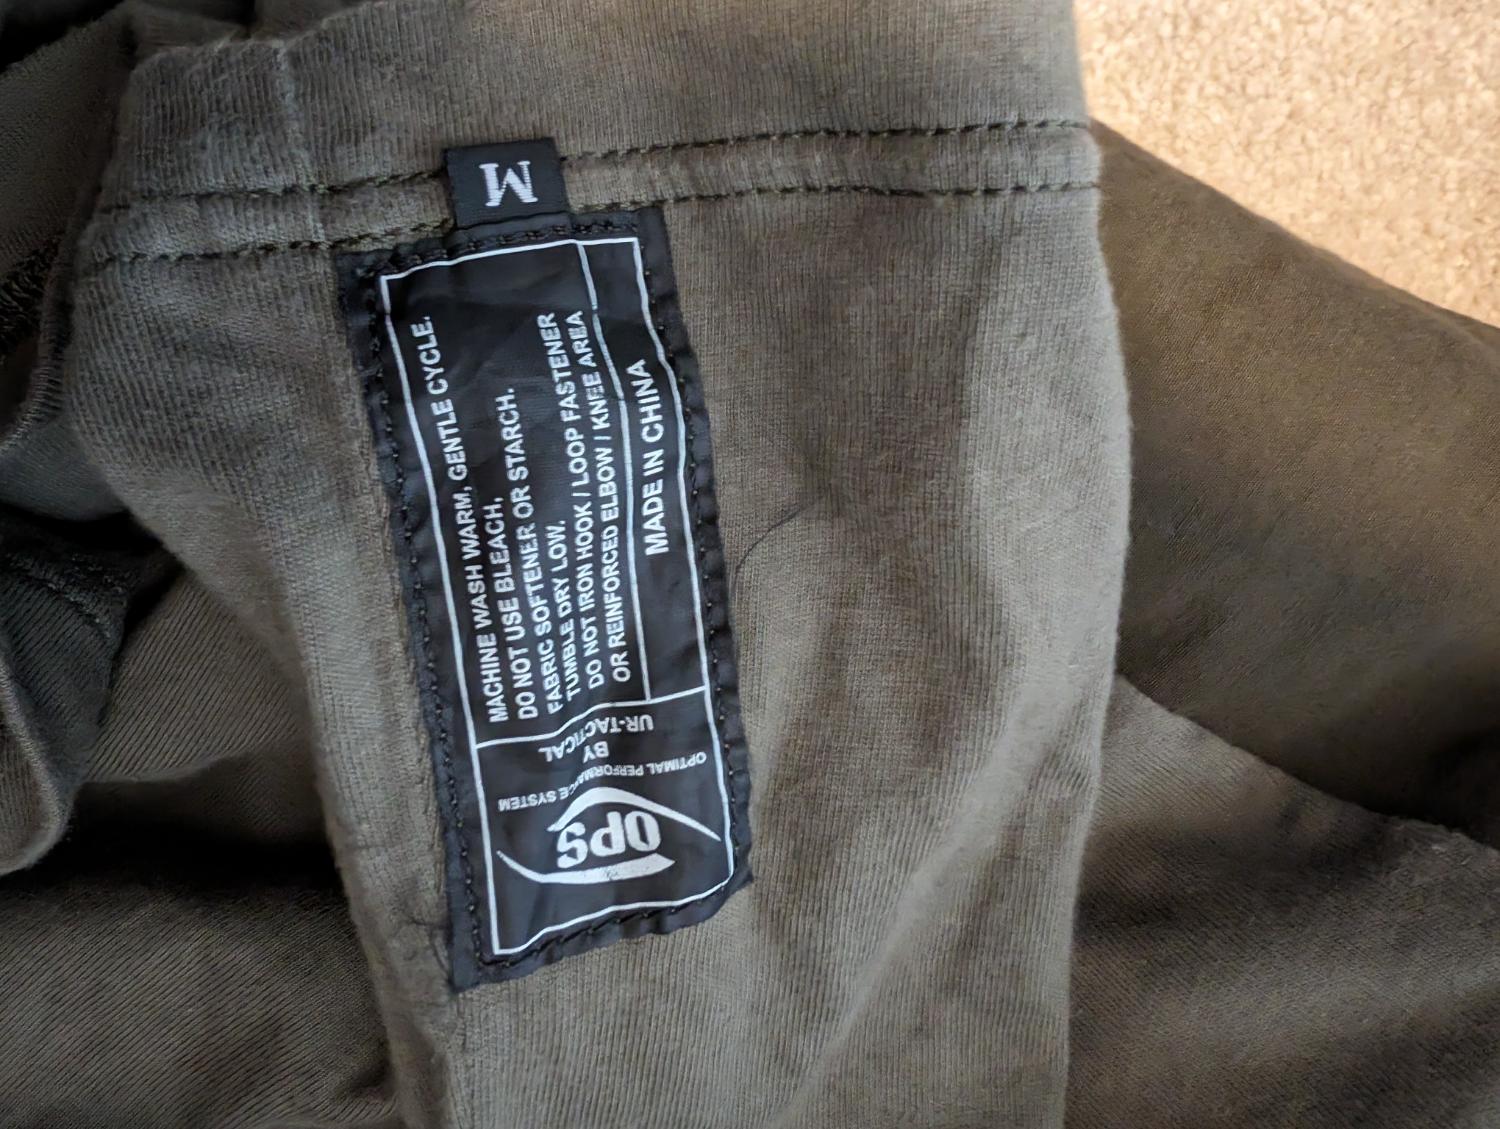 M
MACHINE WASH WARM, GENTLE CYCLE.
DO NOT USE BLEACH,
FABRIC SOFTENER OR STARCH.
TUMBLE DRY LOW.
DO NOT IRON HOOK / LOOP FASTENER
OR REINFORCED ELBOW / KNEE AREA
MADE IN CHINA
OPS
OPTIMAL PERFORMANCE SYSTEM
BY
UR-TACTICAL